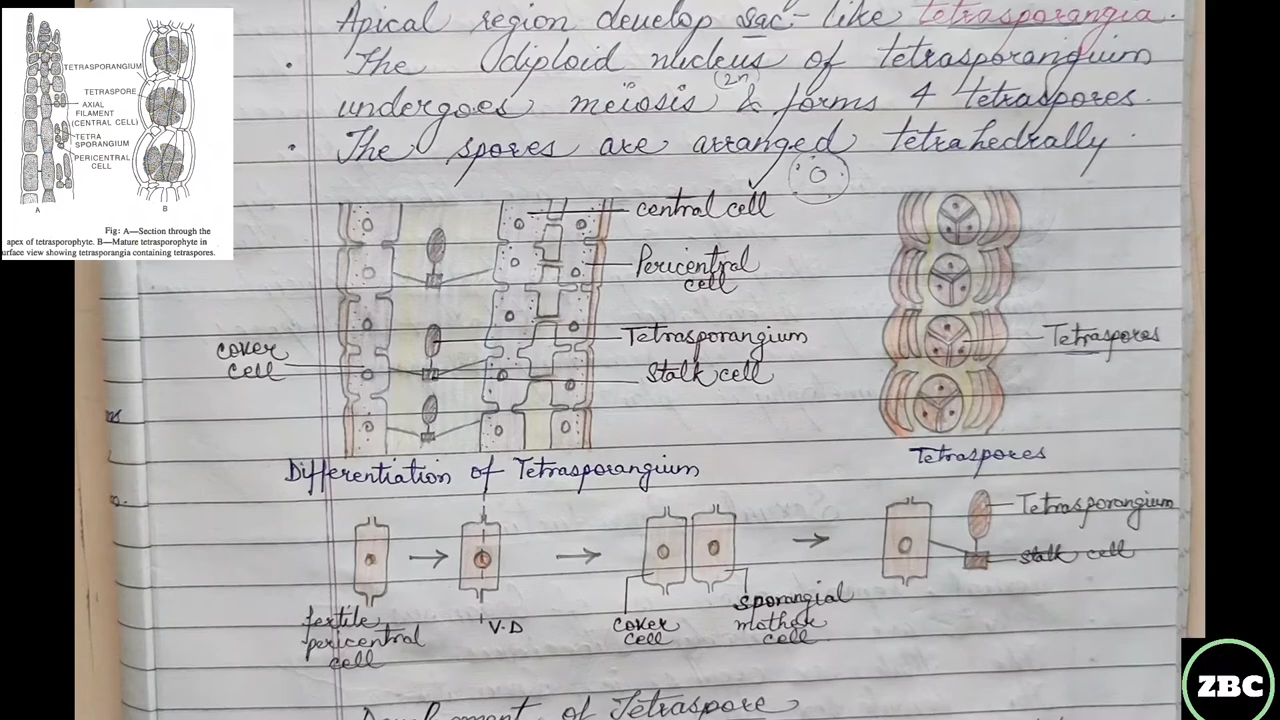 Apical region develop sac- like tetrasporangia.
• The diploid nucleus of tetrasporangium
(2n)
undergoes meiosis & forms 4 tetraspores.
• The spores are arranged tetrahedrally.
central cell
Pericentral
cell
Tetrasporangium
Stalk cell
cover
cell
Tetraspores
Differentiation of Tetrasporangium
Tetraspores
fertile
pericentral
cell
V.D
cover
cell
sporangial
mother
cell
Tetrasporangium
stalk cell
Development of Tetraspore
TETRASPORANGIUM
TETRASPORE
AXIAL
FILAMENT
(CENTRAL CELL)
TETRA
SPORANGIUM
PERICENTRAL
CELL
A
B
Fig: A—Section through the
apex of tetrasporophyte. B—Mature tetrasporophyte in
urface view showing tetrasporangia containing tetraspores.
ZBC